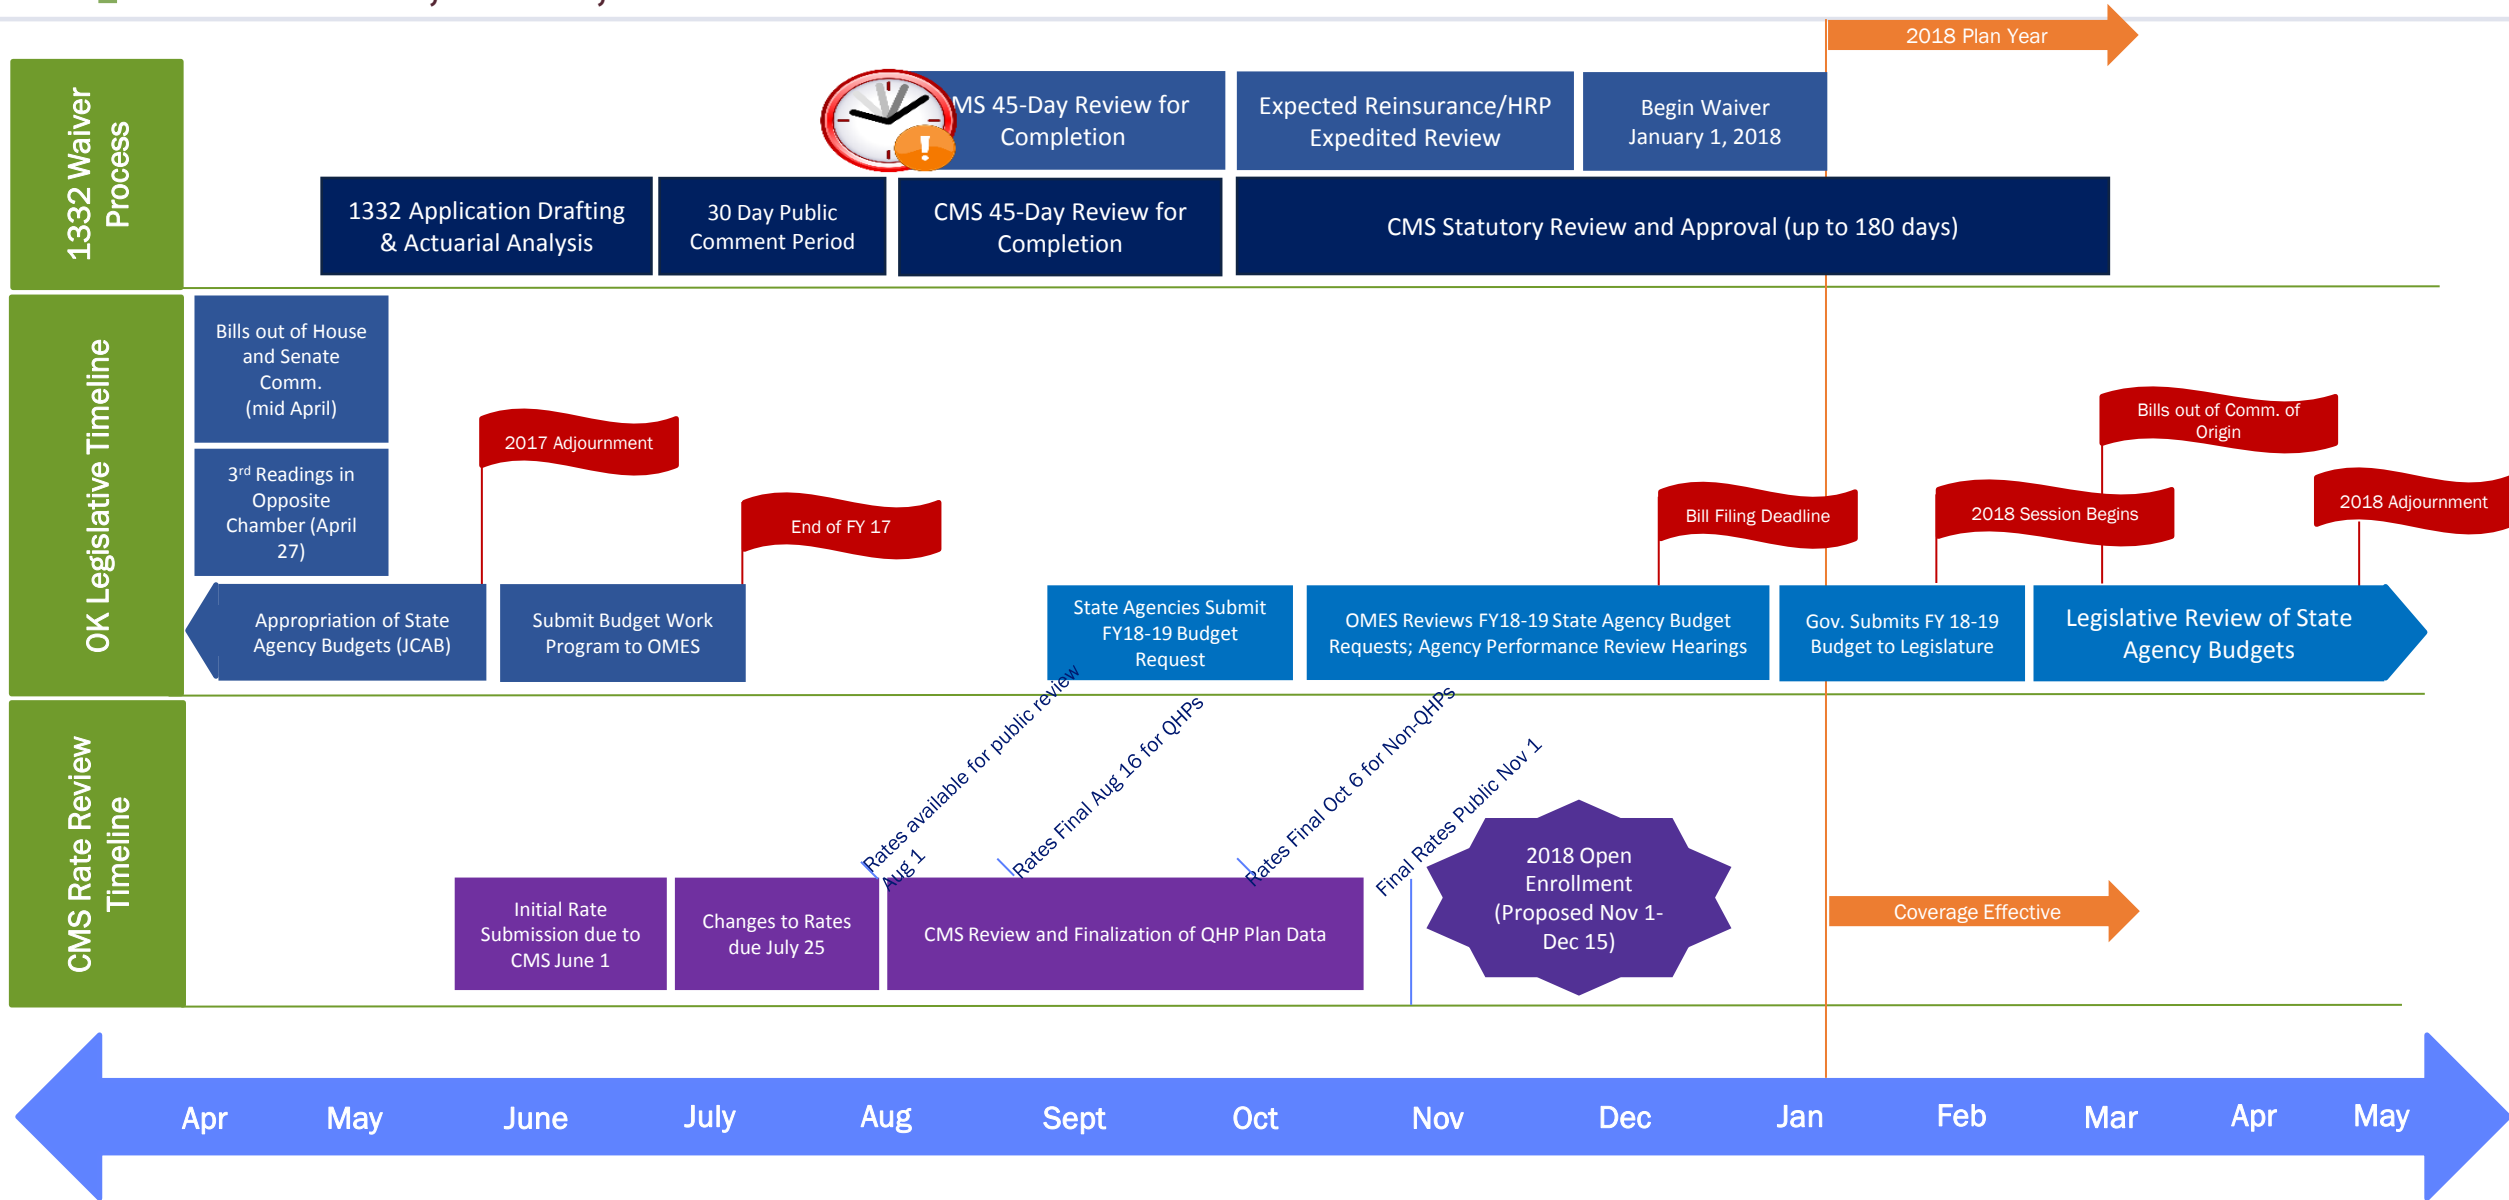 2018 Plan Year
1332 Waiver
Process
MS 45-Day Review for
Completion
Expected Reinsurance/HRP
Expedited Review
Begin Waiver
January 1, 2018
1332 Application Drafting
& Actuarial Analysis
30 Day Public
Comment Period
CMS 45-Day Review for
Completion
CMS Statutory Review and Approval (up to 180 days)
OK Legislative Timeline
Bills out of House
and Senate
Comm.
(mid April)
3rd Readings in
Opposite
Chamber (April
27)
2017 Adjournment
End of FY 17
Bill Filing Deadline
2018 Session Begins
Bills out of Comm. of
Origin
2018 Adjournment
Appropriation of State
Agency Budgets (JCAB)
Submit Budget Work
Program to OMES
State Agencies Submit
FY18-19 Budget
Request
OMES Reviews FY18-19 State Agency Budget
Requests; Agency Performance Review Hearings
Gov. Submits FY 18-19
Budget to Legislature
Legislative Review of State
Agency Budgets
CMS Rate Review
Timeline
Rates available for public review
Aug 1
Rates Final Aug 16 for QHPs
Rates Final Oct 6 for Non-QHPs
Final Rates Public Nov 1
Initial Rate
Submission due to
CMS June 1
Changes to Rates
due July 25
CMS Review and Finalization of QHP Plan Data
2018 Open
Enrollment
(Proposed Nov 1-
Dec 15)
Coverage Effective
Apr May June July Aug Sept Oct Nov Dec Jan Feb Mar Apr May